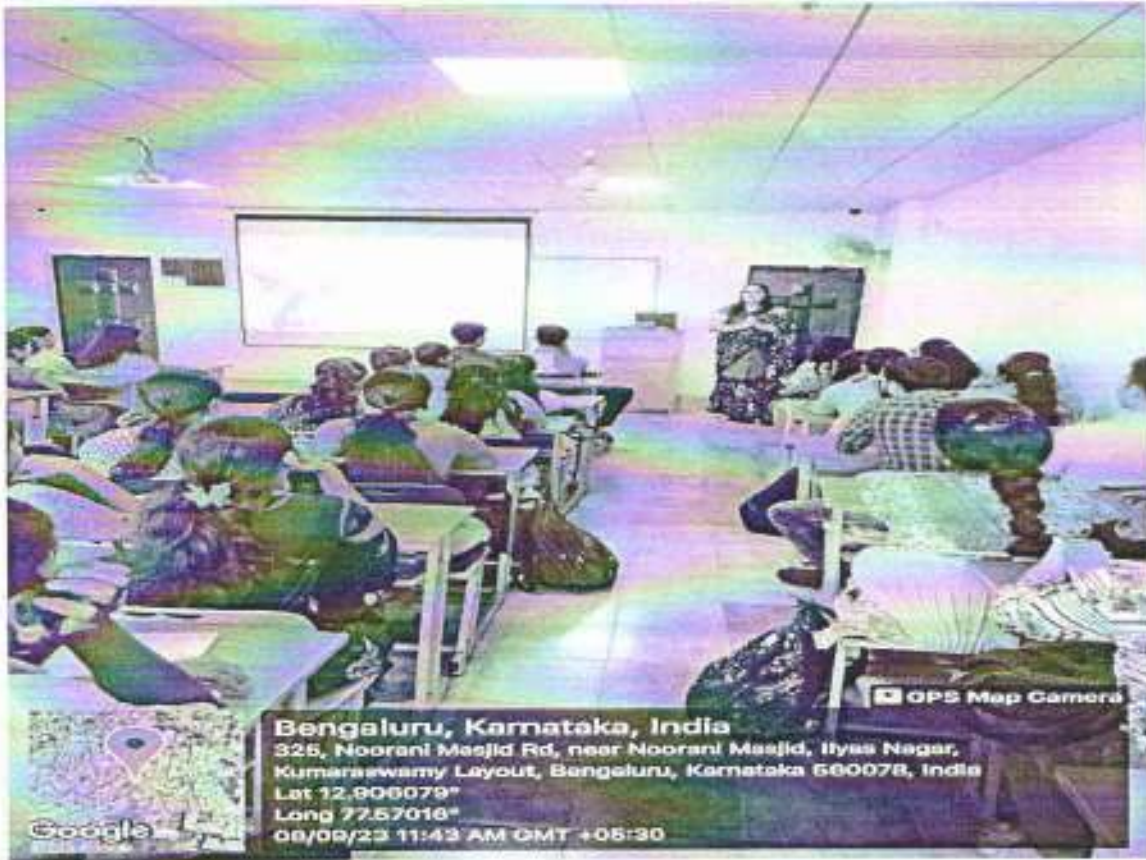 GPS Map Camera
Bengaluru, Karnataka, India
325, Noorani Masjid Rd, near Noorani Masjid, Ilyas Nagar,
Kumaraswamy Layout, Bengaluru, Karnataka 560078, India
Lat 12.906079°
Long 77.57016°
08/09/23 11:43 AM GMT +05:30
Google